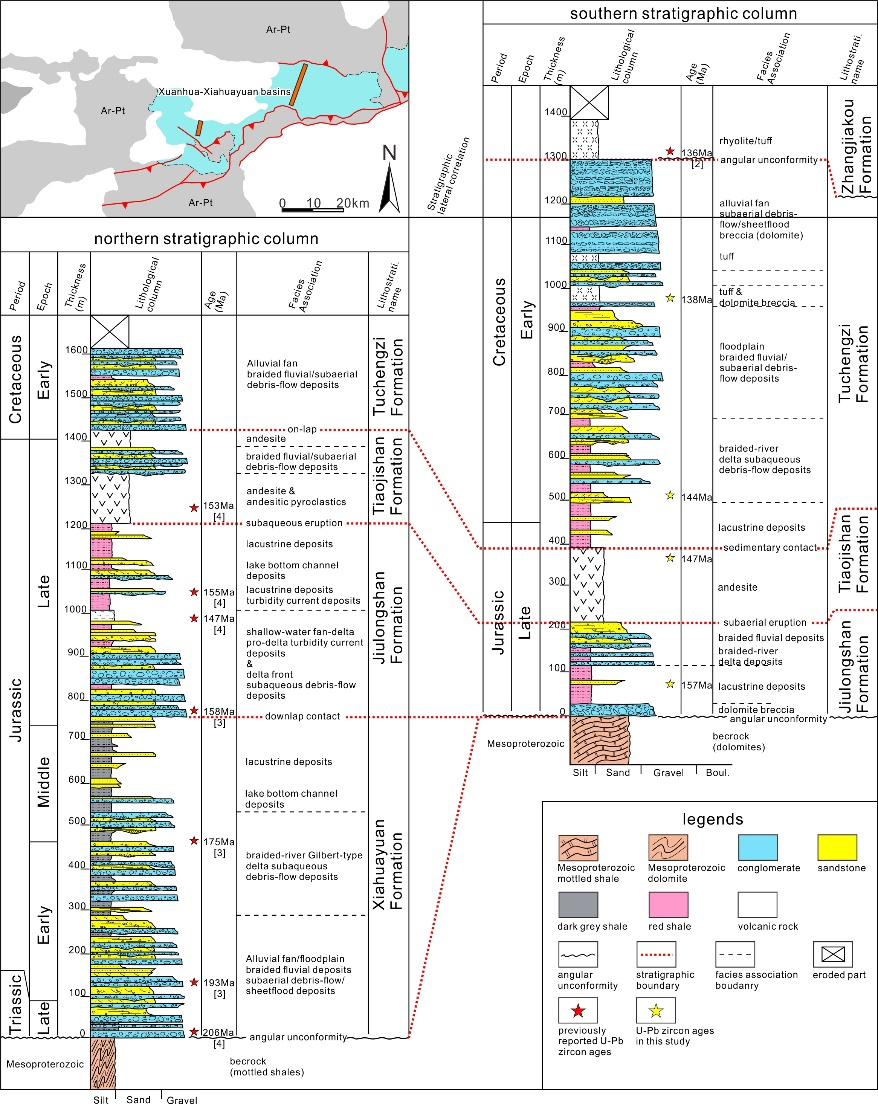 Ar-Pt
Xuanhua-Xiahuayuan basins
Ar-Pt
Ar-Pt
N
0 10 20km
Stratigraphic
lateral correlation
southern stratigraphic column
Period
Epoch
Thickness
(m)
Lithological
column
Age
(Ma)
Facies
Association
Lithostrati.
name
1400
1300
1200
1100
1000
900
800
700
600
500
400
300
200
100
0
Cretaceous
Early
Jurassic
Late
Mesoproterozoic
rhyolite/tuff
136Ma
[2]
angular unconformity
alluvial fan
subaerial debris-
flow/sheetflood
breccia (dolomite)
tuff
138Ma
tuff &
dolomite breccia
floodplain
braided fluvial/
subaerial debris-
flow deposits
braided-river
delta subaqueous
debris-flow deposits
144Ma
lacustrine deposits
sedimentary contact
147Ma
andesite
subaerial eruption
braided fluvial deposits
braided-river
delta deposits
157Ma
lacustrine deposits
dolomite breccia
angular unconformity
becrock
(dolomites)
Silt Sand Gravel Boul.
Zhangjiakou
Formation
Tuchengzi
Formation
Tiaojishan
Formation
Jiulongshan
Formation
northern stratigraphic column
Period
Epoch
Thickness
(m)
Lithological
column
Age
(Ma)
Facies
Association
Lithostrati.
name
1600
1500
1400
1300
1200
1100
1000
900
800
700
600
500
400
300
200
100
0
Cretaceous
Early
Jurassic
Late
Middle
Early
Triassic
Late
Mesoproterozoic
Alluvial fan
braided fluvial/subaerial
debris-flow deposits
on-lap
andesite
braided fluvial/subaerial
debris-flow deposits
andesite &
andesitic pyroclastics
153Ma
[4]
subaqueous eruption
lacustrine deposits
lake bottom channel
deposits
155Ma
[4]
lacustrine deposits
turbidity current deposits
147Ma
[4]
shallow-water fan-delta
pro-delta turbidity current
deposits
&
delta front
subaqueous debris-flow
deposits
158Ma
[3]
downlap contact
lacustrine deposits
lake bottom channel
deposits
175Ma
[3]
braided-river Gilbert-type
delta subaqueous
debris-flow deposits
Alluvial fan/floodplain
braided fluvial deposits
subaerial debris-flow/
sheetflood deposits
193Ma
[3]
206Ma
[4]
angular unconformity
becrock
(mottled shales)
Silt Sand Gravel
Tuchengzi
Formation
Tiaojishan
Formation
Jiulongshan
Formation
Xiahuayuan
Formation
legends
Mesoproterozoic
mottled shale
Mesoproterozoic
dolomite
conglomerate
sandstone
dark grey shale
red shale
volcanic rock
angular
unconformity
stratigraphic
boundary
facies association
boudanry
eroded part
previously
reported U-Pb
zircon ages
U-Pb zircon ages
in this study